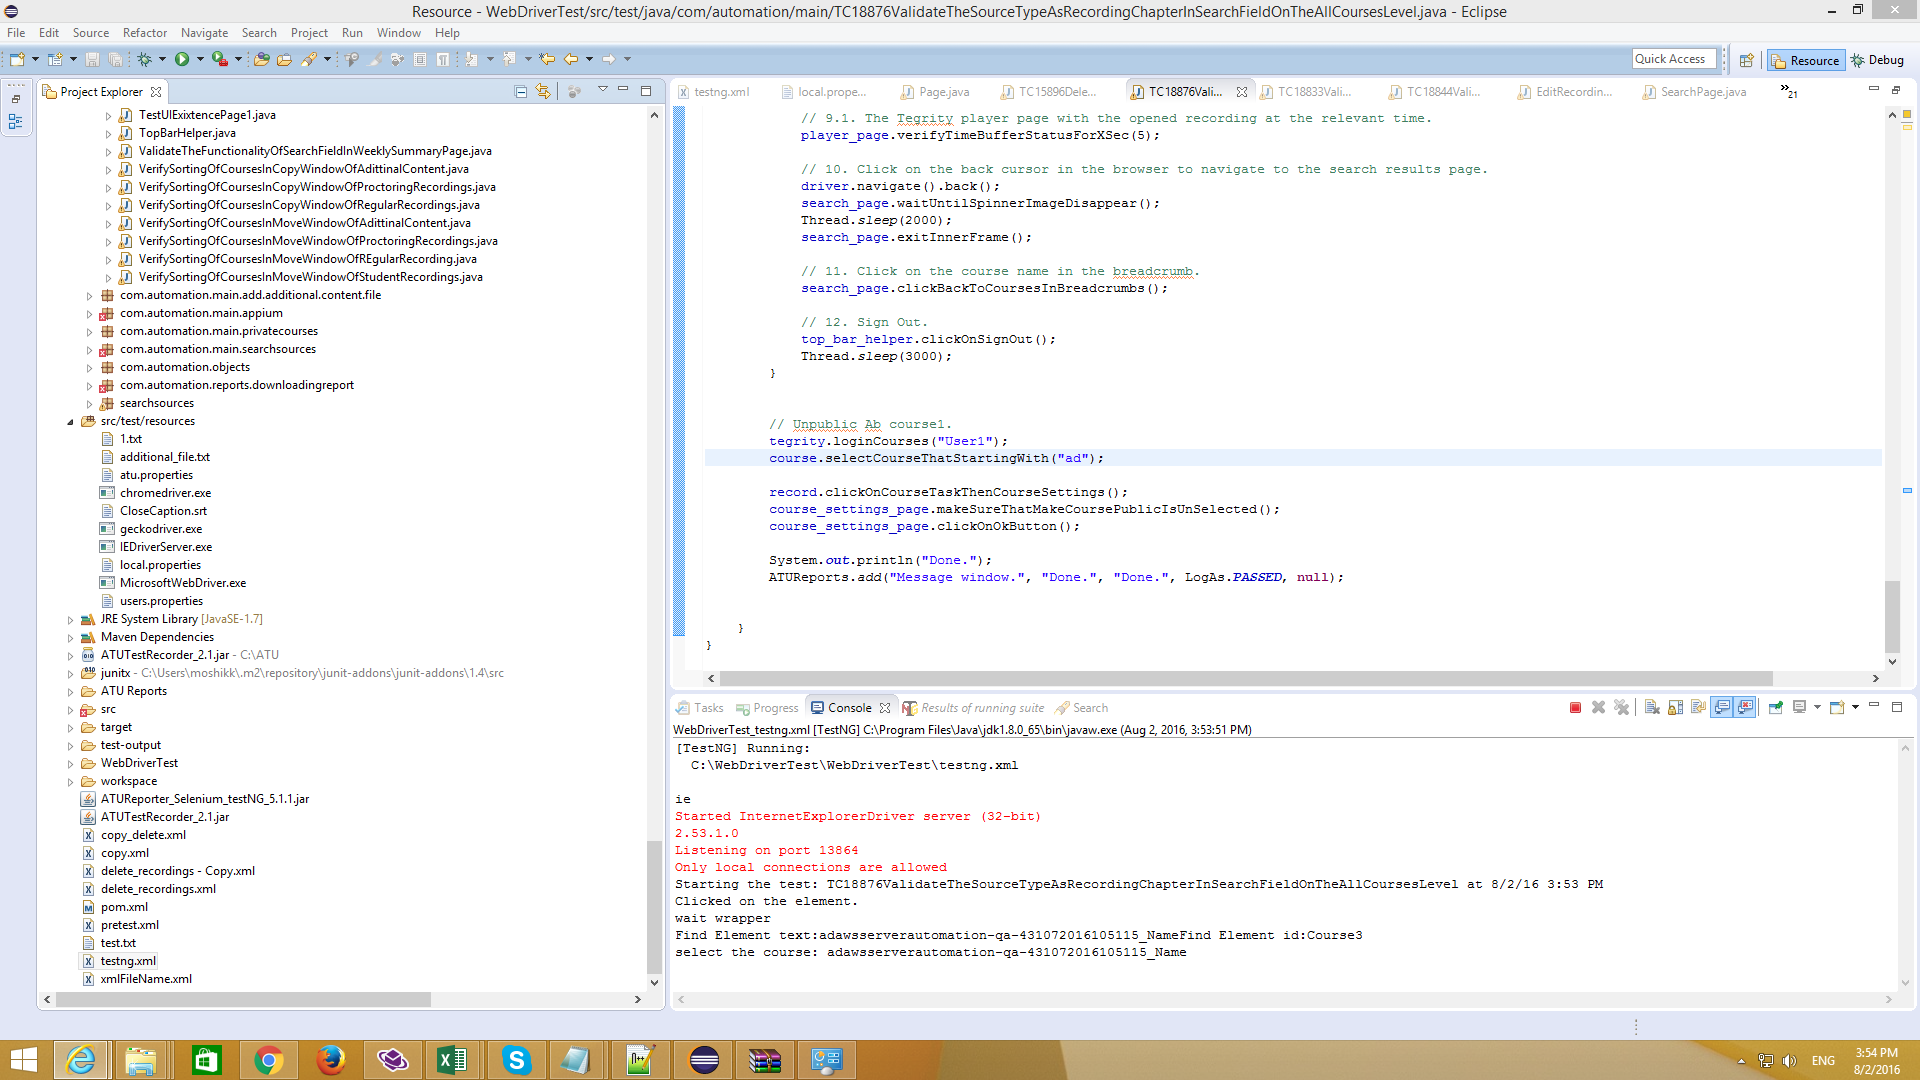 Resource - WebDriverTest/src/test/java/com/automation/main/TC18876ValidateTheSourceTypeAsRecordingChapterInSearchFieldOnTheAllCoursesLevel.java - Eclipse
File Edit Source Refactor Navigate Search Project Run Window Help
Quick Access
Resource
Debug
Project Explorer
TestUIExixtencePage1.java
TopBarHelper.java
ValidateTheFunctionalityOfSearchFieldInWeeklySummaryPage.java
VerifySortingOfCoursesInCopyWindowOfAdittinalContent.java
VerifySortingOfCoursesInCopyWindowOfProctoringRecordings.java
VerifySortingOfCoursesInCopyWindowOfRegularRecordings.java
VerifySortingOfCoursesInMoveWindowOfAdittinalContent.java
VerifySortingOfCoursesInMoveWindowOfProctoringRecordings.java
VerifySortingOfCoursesInMoveWindowOfREgularRecording.java
VerifySortingOfCoursesInMoveWindowOfStudentRecordings.java
com.automation.main.add.additional.content.file
com.automation.main.appium
com.automation.main.privatecourses
com.automation.main.searchsources
com.automation.objects
com.automation.reports.downloadingreport
searchsources
src/test/resources
1.txt
additional_file.txt
atu.properties
chromedriver.exe
CloseCaption.srt
geckodriver.exe
IEDriverServer.exe
local.properties
MicrosoftWebDriver.exe
users.properties
JRE System Library [JavaSE-1.7]
Maven Dependencies
ATUTestRecorder_2.1.jar - C:\ATU
junitx - C:\Users\moshikk\.m2\repository\junit-addons\junit-addons\1.4\src
ATU Reports
src
target
test-output
WebDriverTest
workspace
ATUReporter_Selenium_testNG_5.1.1.jar
ATUTestRecorder_2.1.jar
copy_delete.xml
copy.xml
delete_recordings - Copy.xml
delete_recordings.xml
pom.xml
pretest.xml
test.txt
testng.xml
xmlFileName.xml
testng.xml
local.prope...
Page.java
TC15896Dele...
TC18876Vali...
TC18833Vali...
TC18844Vali...
EditRecordin...
SearchPage.java
21
// 9.1. The Tegrity player page with the opened recording at the relevant time.
player_page.verifyTimeBufferStatusForXSec(5);
// 10. Click on the back cursor in the browser to navigate to the search results page.
driver.navigate().back();
search_page.waitUntilSpinnerImageDisappear();
Thread.sleep(2000);
search_page.exitInnerFrame();
// 11. Click on the course name in the breadcrumb.
search_page.clickBackToCoursesInBreadcrumbs();
// 12. Sign Out.
top_bar_helper.clickOnSignOut();
Thread.sleep(3000);
}
// Unpublic Ab course1.
tegrity.loginCourses("User1");
course.selectCourseThatStartingWith("ad");
record.clickOnCourseTaskThenCourseSettings();
course_settings_page.makeSureThatMakeCoursePublicIsUnSelected();
course_settings_page.clickOnOkButton();
System.out.println("Done.");
ATUReports.add("Message window.", "Done.", "Done.", LogAs.PASSED, null);
}
}
Tasks
Progress
Console
Results of running suite
Search
WebDriverTest_testng.xml [TestNG] C:\Program Files\Java\jdk1.8.0_65\bin\javaw.exe (Aug 2, 2016, 3:53:51 PM)
[TestNG] Running:
C:\WebDriverTest\WebDriverTest\testng.xml
ie
Started InternetExplorerDriver server (32-bit)
2.53.1.0
Listening on port 13864
Only local connections are allowed
Starting the test: TC18876ValidateTheSourceTypeAsRecordingChapterInSearchFieldOnTheAllCoursesLevel at 8/2/16 3:53 PM
Clicked on the element.
wait wrapper
Find Element text:adawsserverautomation-qa-431072016105115_NameFind Element id:Course3
select the course: adawsserverautomation-qa-431072016105115_Name
ENG
3:54 PM
8/2/2016